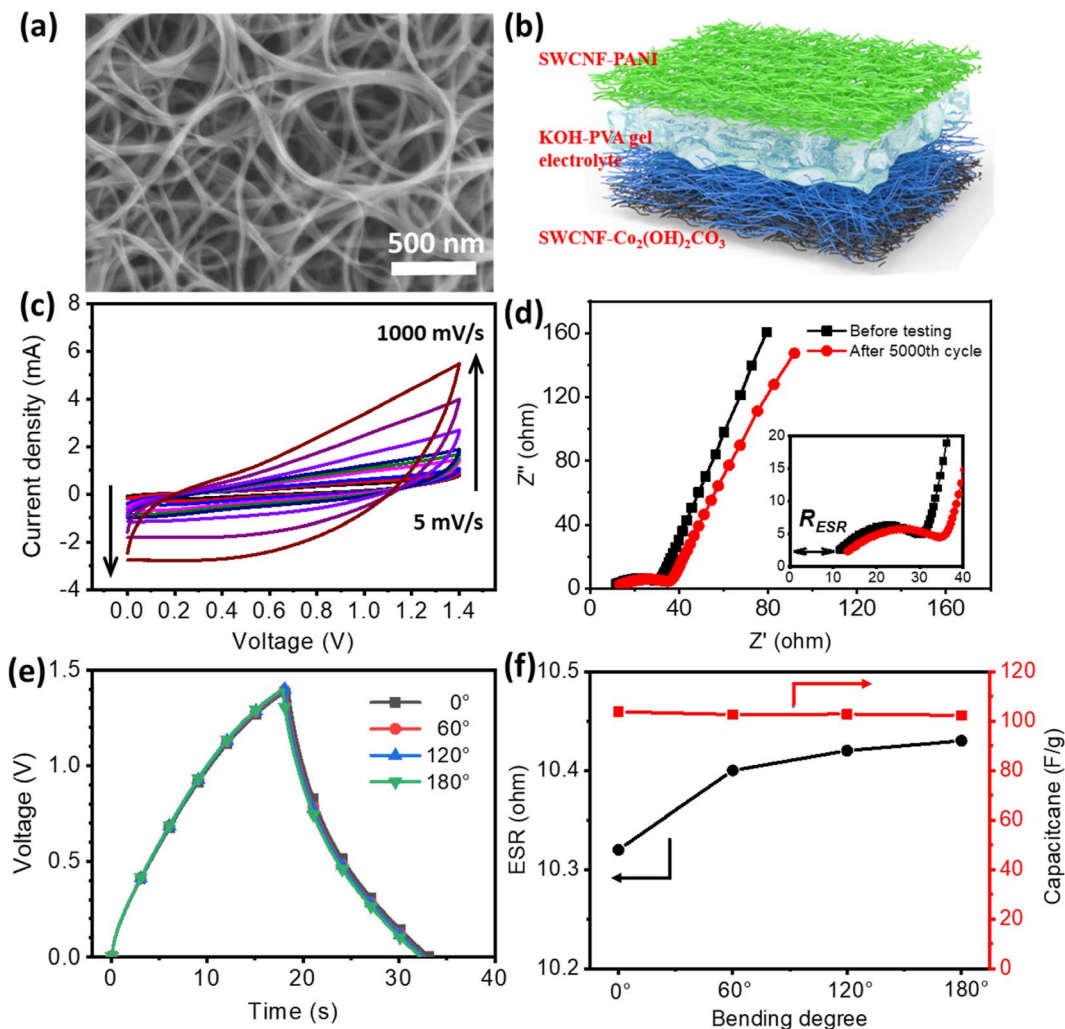 (a)
500 nm
(b)
SWCNF-PANI
KOH-PVA gel
electrolyte
SWCNF-Co₂(OH)₂CO₃
(c)
8
6
4
2
0
-2
-4
Current density (mA)
1000 mV/s
5 mV/s
0.0 0.2 0.4 0.6 0.8 1.0 1.2 1.4
Voltage (V)
(d)
160
120
80
40
0
Z" (ohm)
Before testing
After 5000th cycle
20
15
10
5
0
R_ESR
0 10 20 30 40
0 40 80 120 160
Z' (ohm)
(e)
1.5
1.0
0.5
0.0
Voltage (V)
0°
60°
120°
180°
0 10 20 30 40
Time (s)
(f)
10.5
10.4
10.3
10.2
ESR (ohm)
120
100
80
60
40
20
0
Capacitcane (F/g)
0° 60° 120° 180°
Bending degree